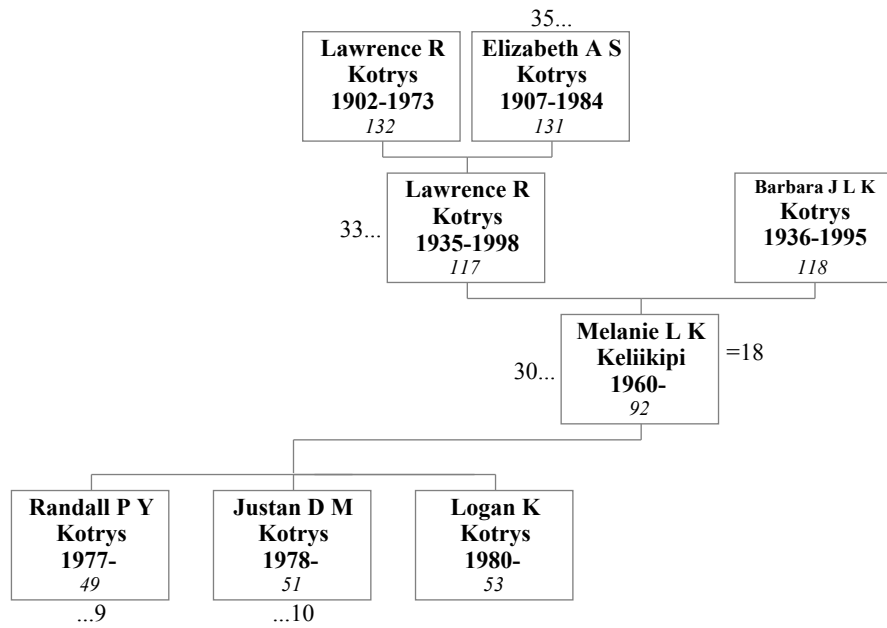 35...
Lawrence R
Kotrys
1902-1973
132
Elizabeth A S
Kotrys
1907-1984
131
33...
Lawrence R
Kotrys
1935-1998
117
Barbara J L K
Kotrys
1936-1995
118
30...
Melanie L K
Keliikipi
1960-
92
=18
Randall P Y
Kotrys
1977-
49
...9
Justan D M
Kotrys
1978-
51
...10
Logan K
Kotrys
1980-
53